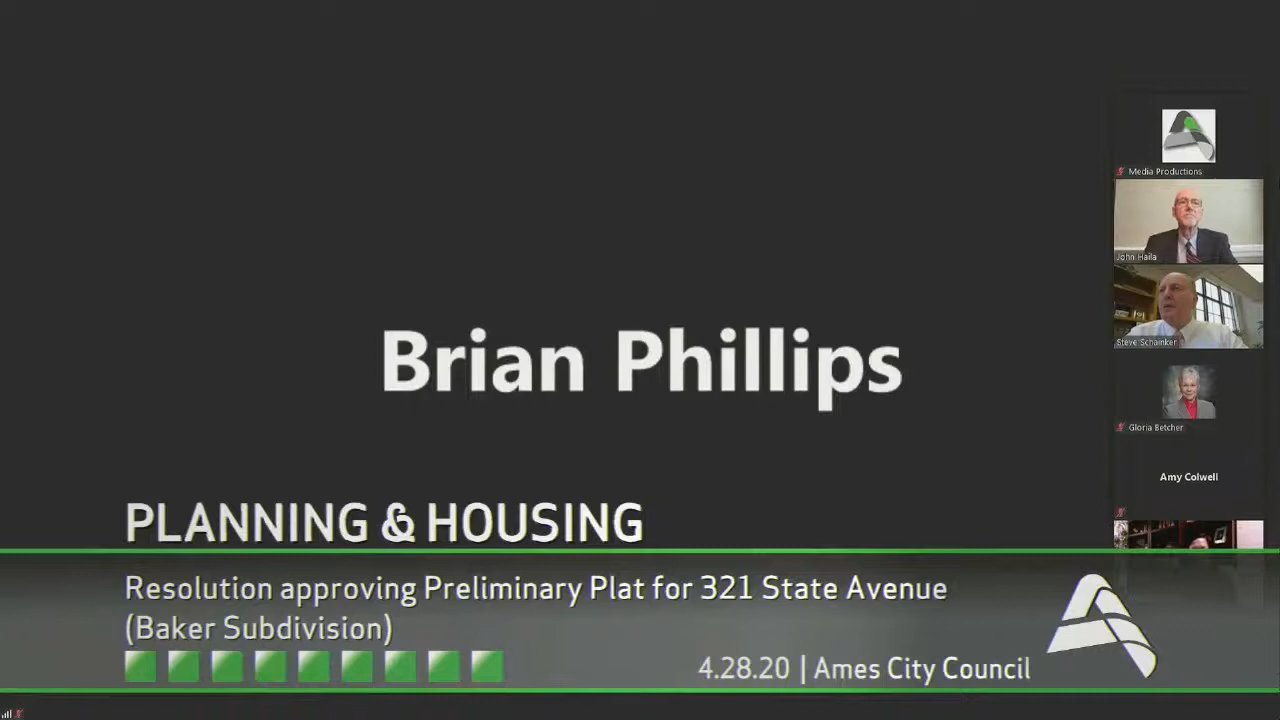 Media Productions
John Haila
Steve Schainker
Gloria Betcher
Amy Colwell
Brian Phillips
PLANNING & HOUSING
Resolution approving Preliminary Plat for 321 State Avenue
(Baker Subdivision)
4.28.20 | Ames City Council